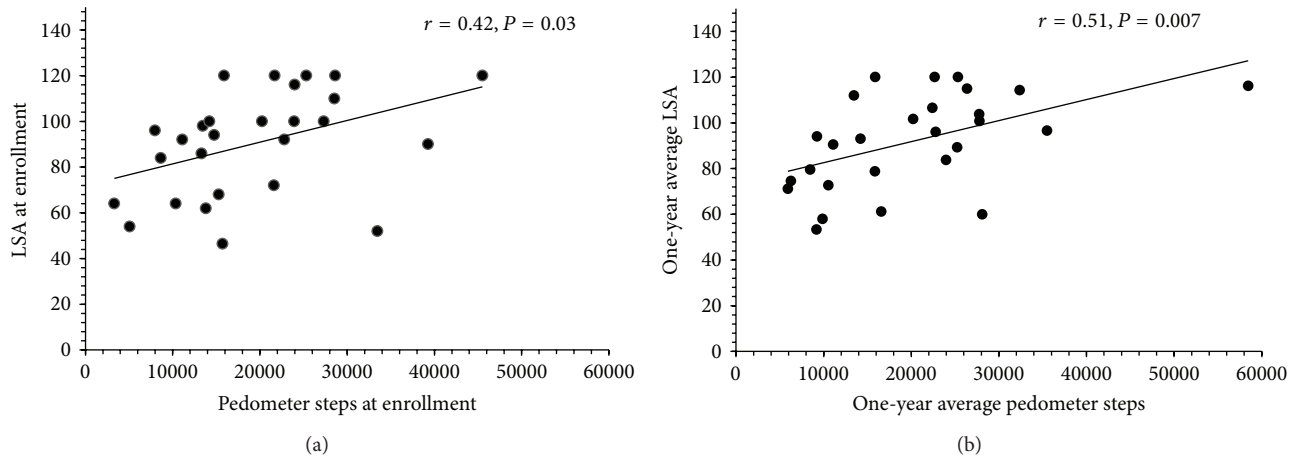 r = 0.42, P = 0.03
140
120
100
80
60
40
20
0
LSA at enrollment
0 10000 20000 30000 40000 50000 60000
Pedometer steps at enrollment
(a)
r = 0.51, P = 0.007
140
120
100
80
60
40
20
0
One-year average LSA
0 10000 20000 30000 40000 50000 60000
One-year average pedometer steps
(b)